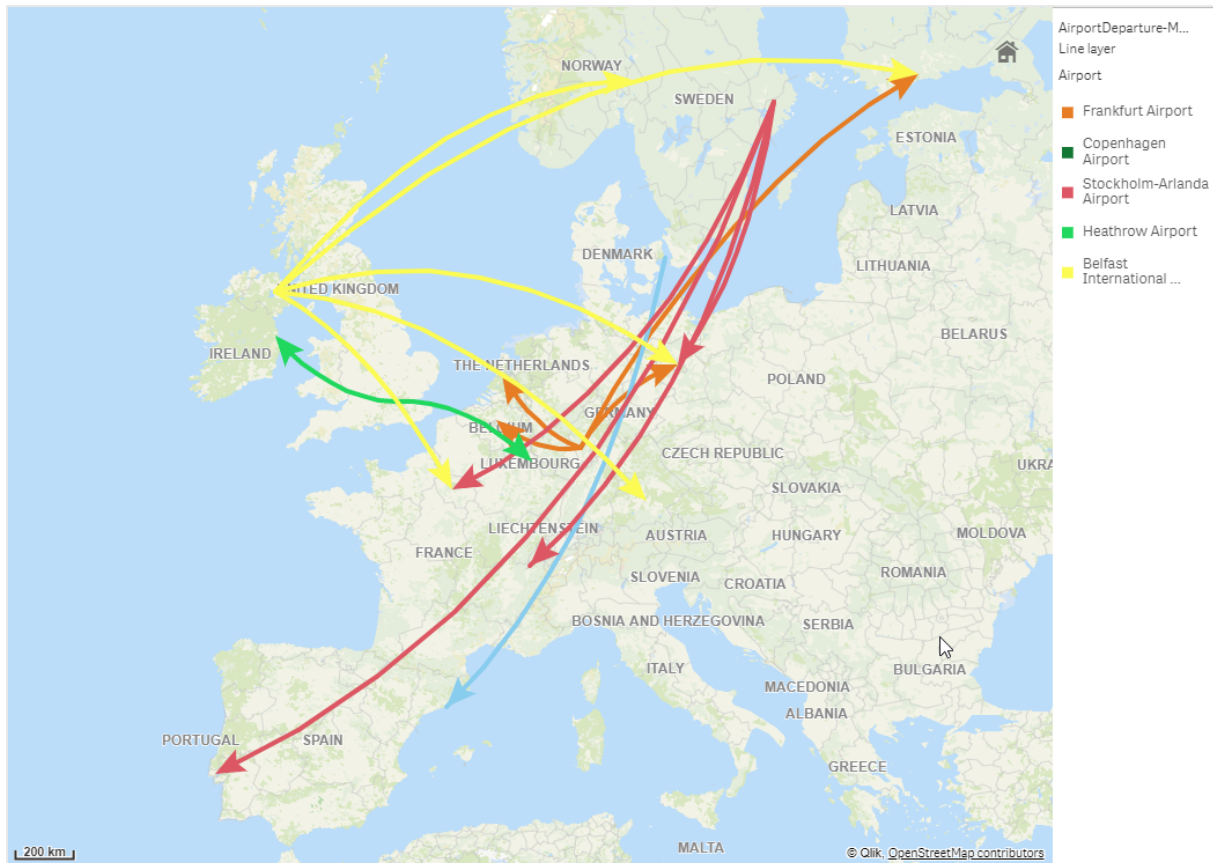 NORWAY
SWEDEN
ESTONIA
LATVIA
DENMARK
LITHUANIA
UNITED KINGDOM
BELARUS
IRELAND
THE NETHERLANDS
POLAND
GERMANY
BELGIUM
CZECH REPUBLIC
LUXEMBOURG
UKRA
SLOVAKIA
LIECHTENSTEIN
AUSTRIA
HUNGARY
MOLDOVA
FRANCE
SLOVENIA
CROATIA
ROMANIA
BOSNIA AND HERZEGOVINA
SERBIA
ITALY
BULGARIA
MACEDONIA
ALBANIA
PORTUGAL
SPAIN
GREECE
MALTA
200 km
© Qlik, OpenStreetMap contributors
AirportDeparture-M...
Line layer
Airport
Frankfurt Airport
Copenhagen
Airport
Stockholm-Arlanda
Airport
Heathrow Airport
Belfast
International ...